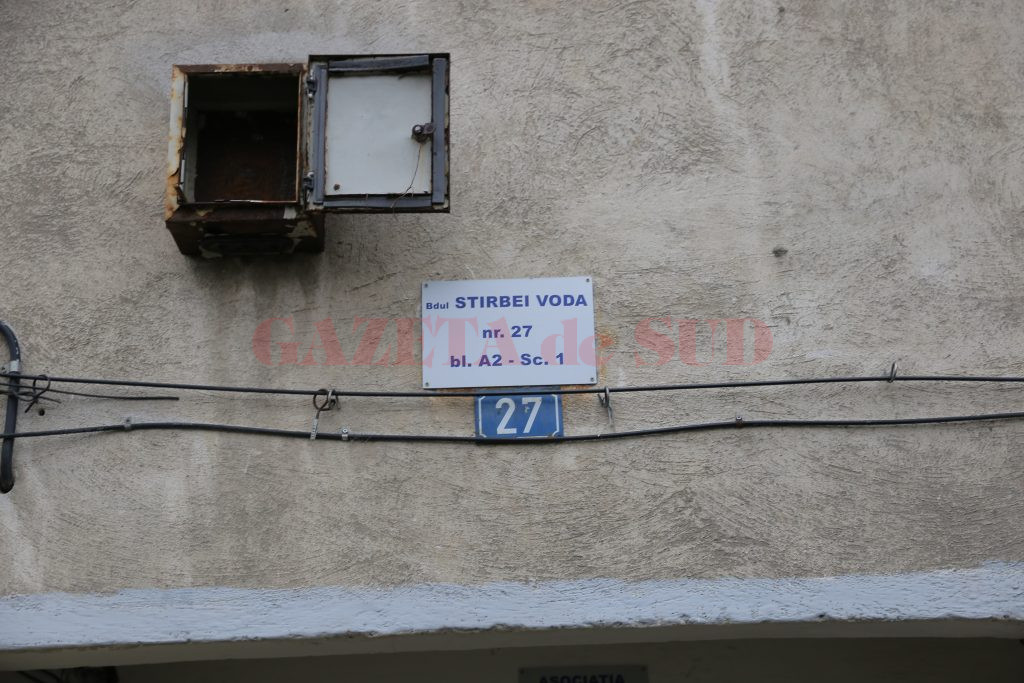 Bdul STIRBEI VODA
nr. 27
GAZETA de SUD
bl. A2 - Sc. 1
27
ASOCIATIA